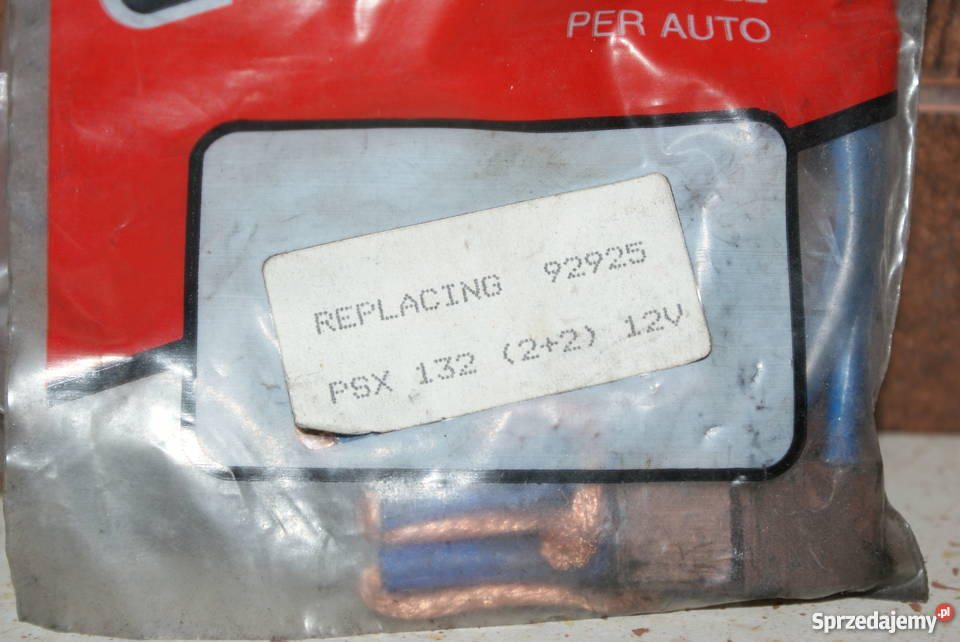 PER AUTO
REPLACING 92925
PSX 132 (2+2) 12V
Sprzedajemy.pl